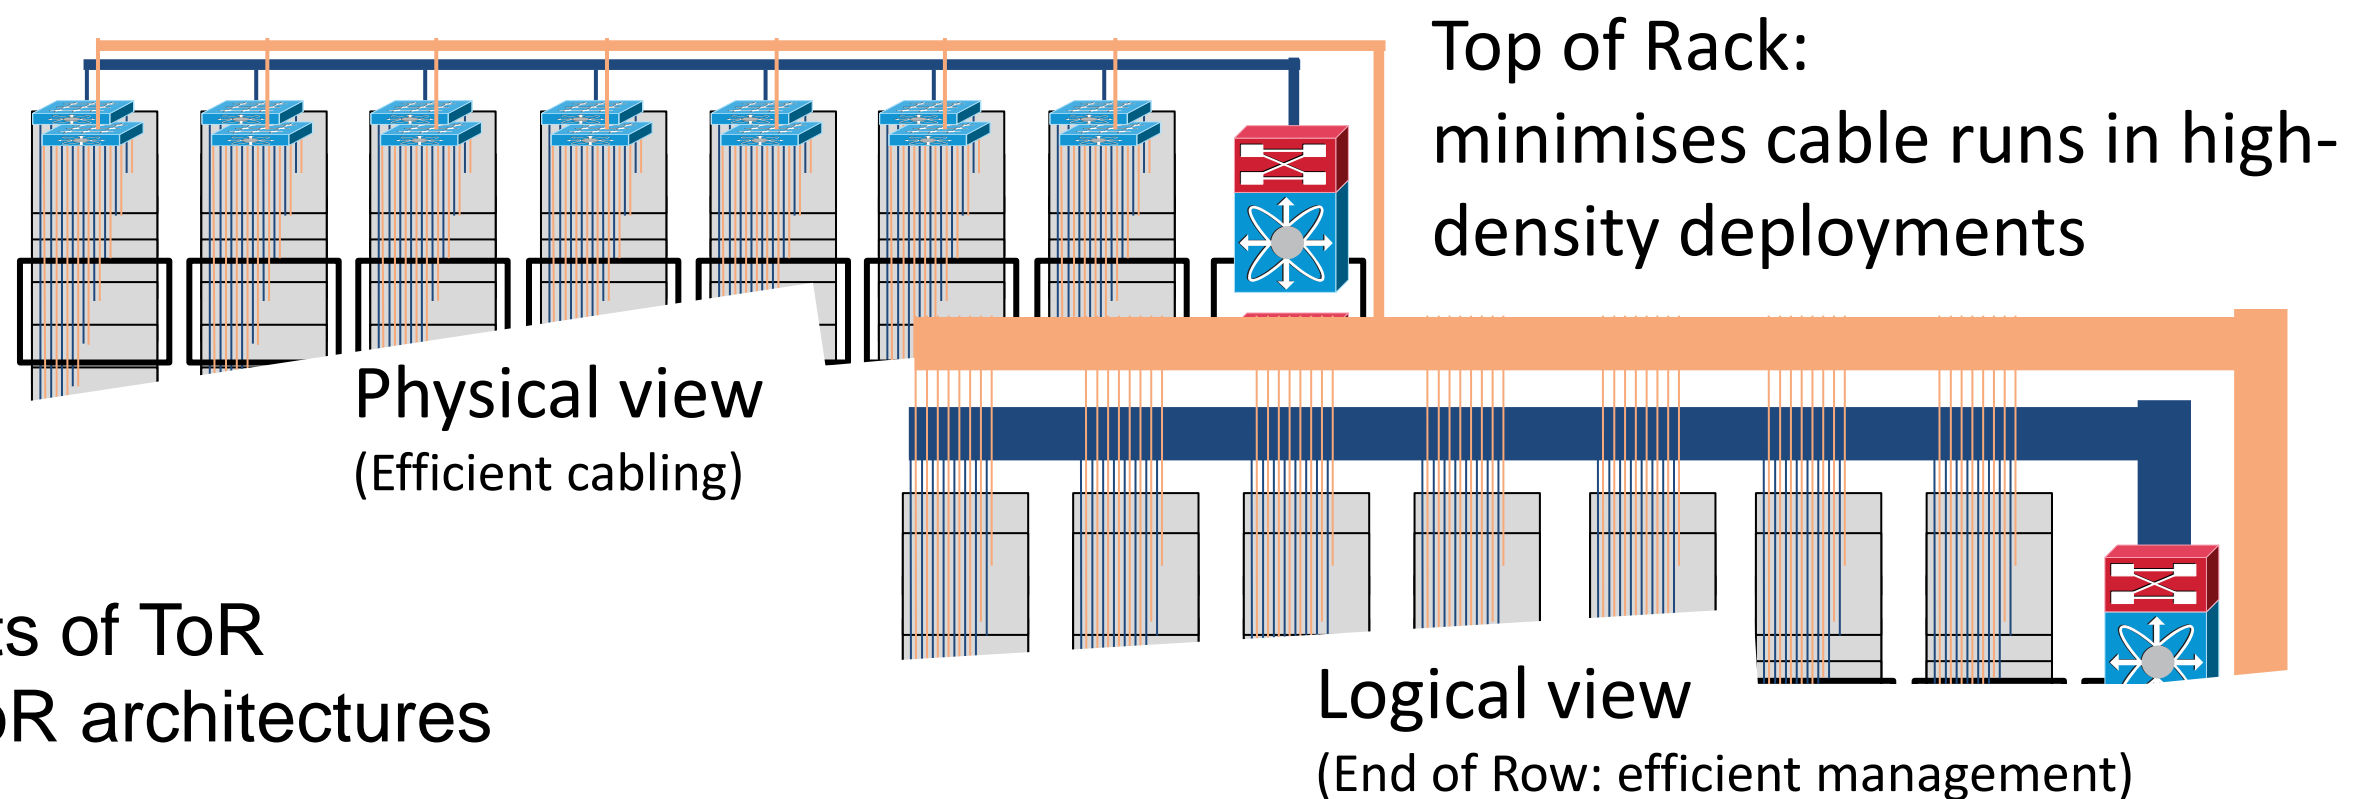 Top of Rack:
minimises cable runs in high-
density deployments
Physical view
(Efficient cabling)
of ToR
architectures
Logical view
(End of Row: efficient management)